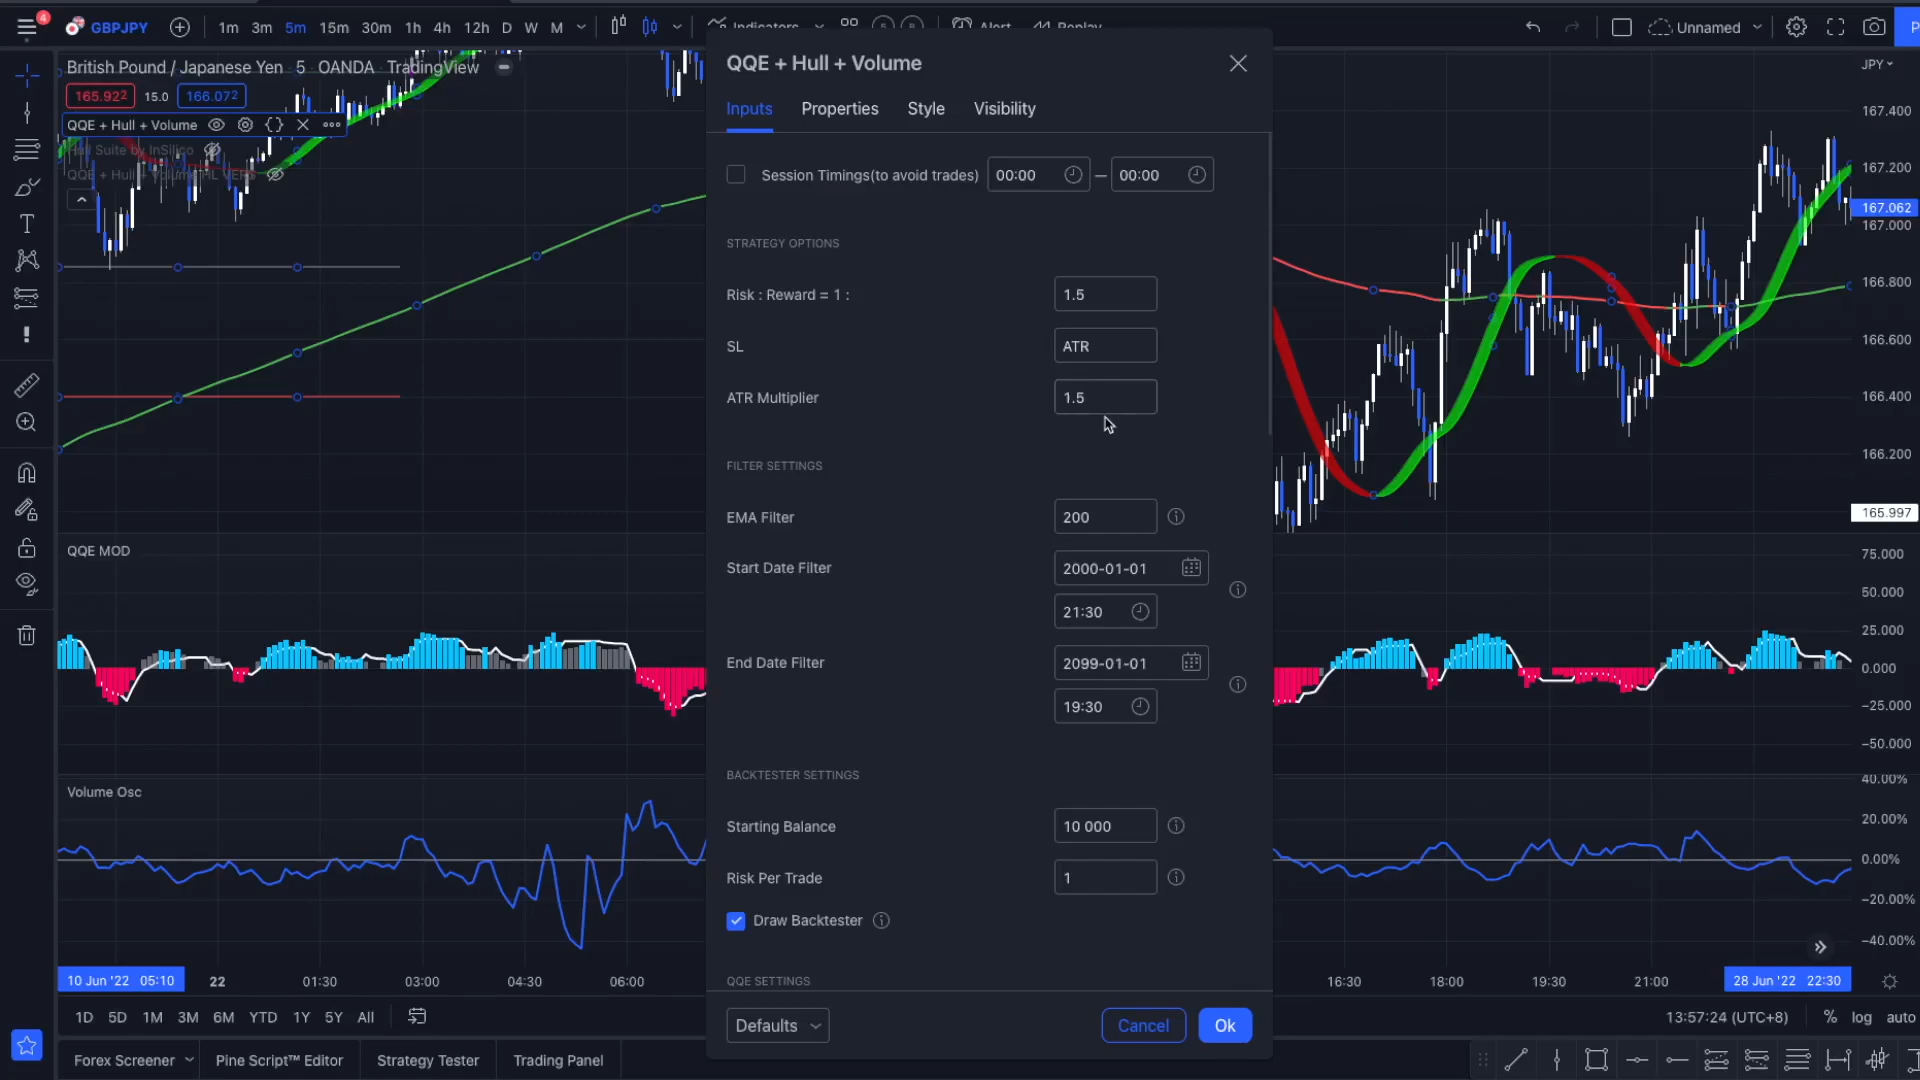 4
GBPJPY
1m 3m 5m 15m 30m 1h 4h 12h D W M
Indicators
Alert
Replay
Unnamed
P
British Pound / Japanese Yen · 5 · OANDA · TradingView
165.922 15.0 166.072
QQE + Hull + Volume
Hull Suite by InSilico
QQE + Hull + Volume
QQE MOD
Volume Osc
QQE + Hull + Volume
Inputs Properties Style Visibility
Session Timings(to avoid trades) 00:00 — 00:00
STRATEGY OPTIONS
Risk : Reward = 1 : 1.5
SL ATR
ATR Multiplier 1.5
FILTER SETTINGS
EMA Filter 200
Start Date Filter 2000-01-01
21:30
End Date Filter 2099-01-01
19:30
BACKTESTER SETTINGS
Starting Balance 10 000
Risk Per Trade 1
Draw Backtester
QQE SETTINGS
Defaults Cancel Ok
JPY
167.400
167.200
167.062
167.000
166.800
166.600
166.400
166.200
165.997
75.000
50.000
25.000
0.000
−25.000
−50.000
40.00%
20.00%
0.00%
−20.00%
−40.00%
10 Jun '22 05:10 22 01:30 03:00 04:30 06:00 16:30 18:00 19:30 21:00 28 Jun '22 22:30
1D 5D 1M 3M 6M YTD 1Y 5Y All
13:57:24 (UTC+8) % log auto
Forex Screener Pine Script™ Editor Strategy Tester Trading Panel